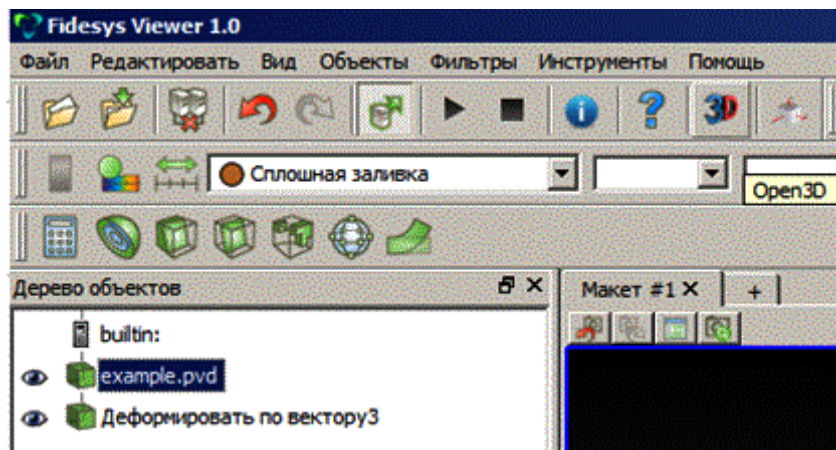 Fidesys Viewer 1.0
Файл Редактировать Вид Объекты Фильтры Инструменты Помощь
3D
Сплошная заливка
Open3D
Дерево объектов
Макет #1
builtin:
example.pvd
Деформировать по вектору3